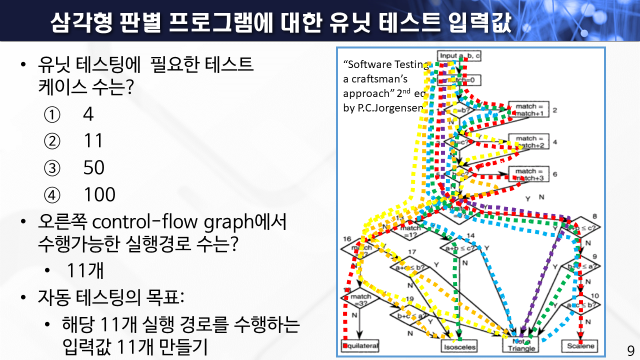 삼각형 판별 프로그램에 대한 유닛 테스트 입력값
• 유닛 테스팅에 필요한 테스트
케이스 수는?
① 4
② 11
③ 50
④ 100
• 오른쪽 control-flow graph에서
수행가능한 실행경로 수는?
• 11개
• 자동 테스팅의 목표:
• 해당 11개 실행 경로를 수행하는
입력값 11개 만들기
“Software Testing
a craftsman’s
approach” 2nd ed
by P.C.Jorgensen
Input a, b, c
match =
match+1
2
match =
match+2
4
match =
match+3
6
Y
N
8
N
9
N
10
N
14
a+b ≤ c?
Y
N
16
match
=1?
17
a+c ≤ b?
Y
N
match
=3?
19
b+c ≤ a?
Equilateral
Isosceles
Not
Triangle
Scalene
9